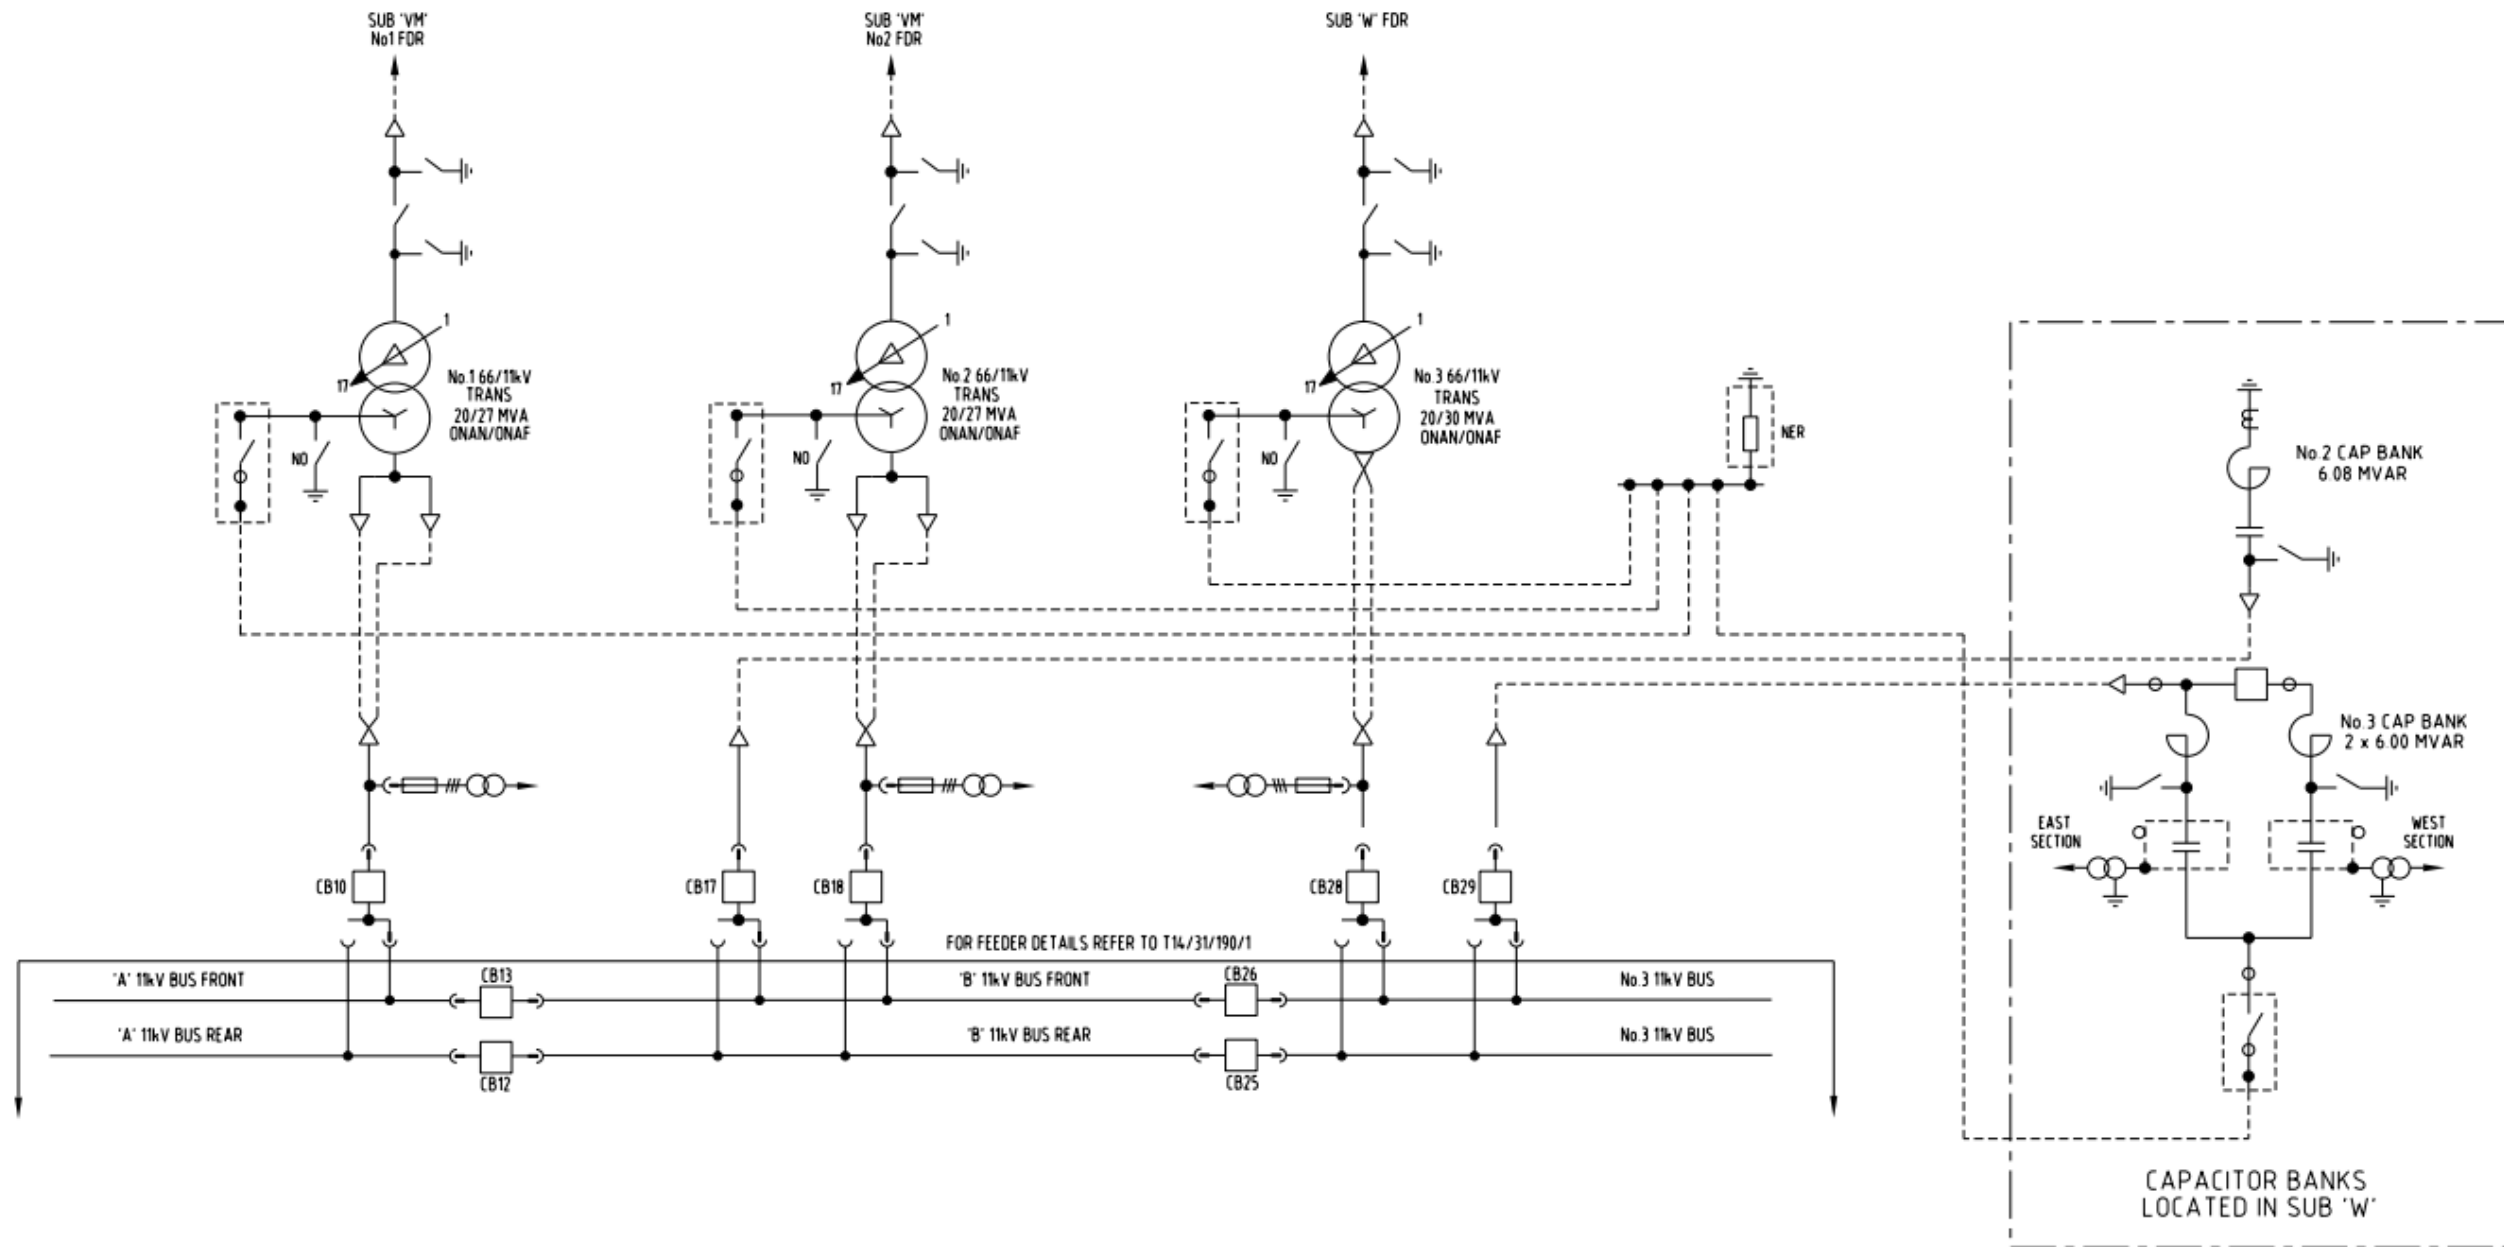 SUB 'VM'
No1 FDR
SUB 'VM'
No2 FDR
SUB 'W' FDR
1
17
No.1 66/11kV
TRANS
20/27 MVA
ONAN/ONAF
NO
1
17
No.2 66/11kV
TRANS
20/27 MVA
ONAN/ONAF
NO
1
17
No.3 66/11kV
TRANS
20/30 MVA
ONAN/ONAF
NO
NER
No.2 CAP BANK
6.08 MVAR
No.3 CAP BANK
2 x 6.00 MVAR
EAST
SECTION
WEST
SECTION
CB10
CB17
CB18
CB28
CB29
FOR FEEDER DETAILS REFER TO T14/31/190/1
'A' 11kV BUS FRONT
CB13
'B' 11kV BUS FRONT
CB26
No.3 11kV BUS
'A' 11kV BUS REAR
CB12
'B' 11kV BUS REAR
CB25
No.3 11kV BUS
CAPACITOR BANKS
LOCATED IN SUB 'W'